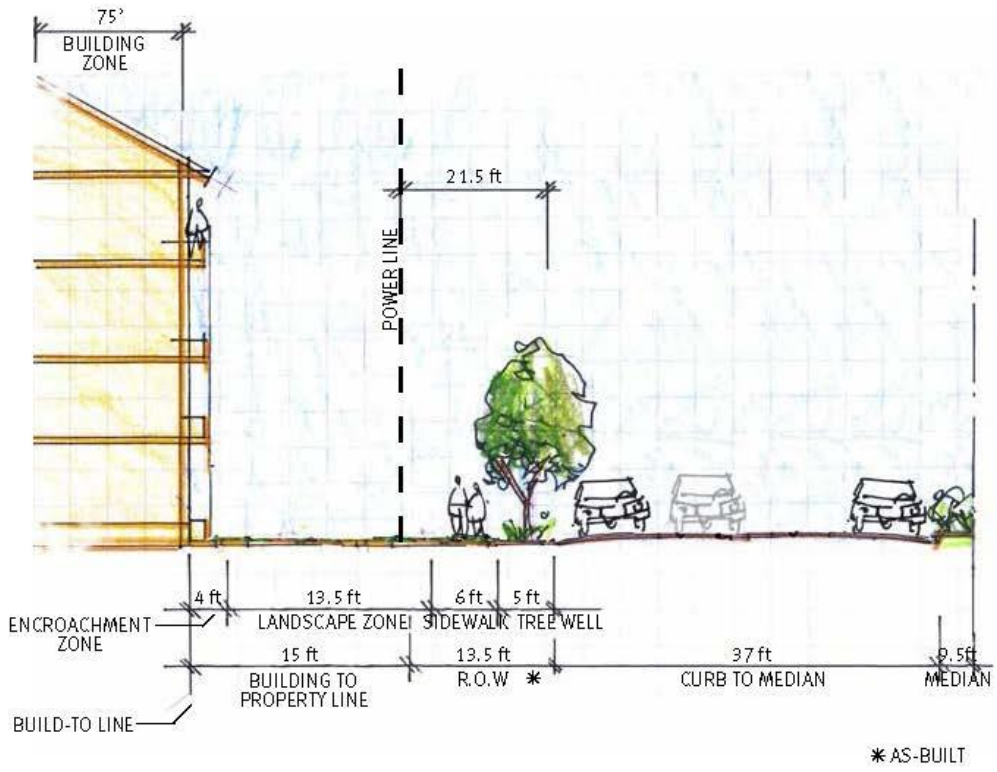 75'
BUILDING
ZONE
21.5 ft
POWER LINE
4 ft
13.5 ft
6 ft
5 ft
ENCROACHMENT
ZONE
LANDSCAPE ZONE
SIDEWALK
TREE WELL
15 ft
13.5 ft
37 ft
9.5ft
BUILDING TO
PROPERTY LINE
R.O.W *
CURB TO MEDIAN
MEDIAN
BUILD-TO LINE
* AS-BUILT